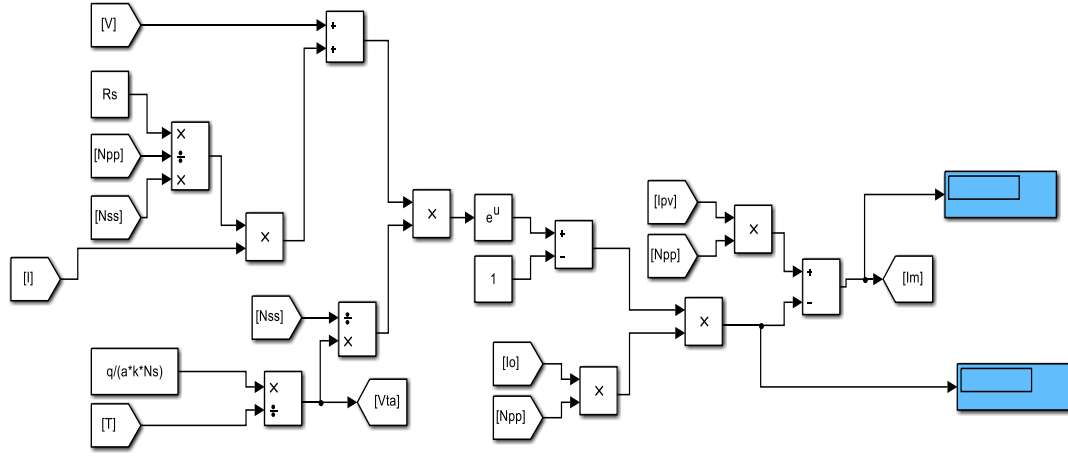 [V]
+
+
Rs
×
[Npp]
÷
×
[Nss]
×
[I]
×
e^u
+
-
1
[Ipv]
×
[Npp]
+
-
[Im]
[Nss]
÷
×
×
[Io]
×
[Npp]
q/(a*k*Ns)
×
÷
[Vta]
[T]